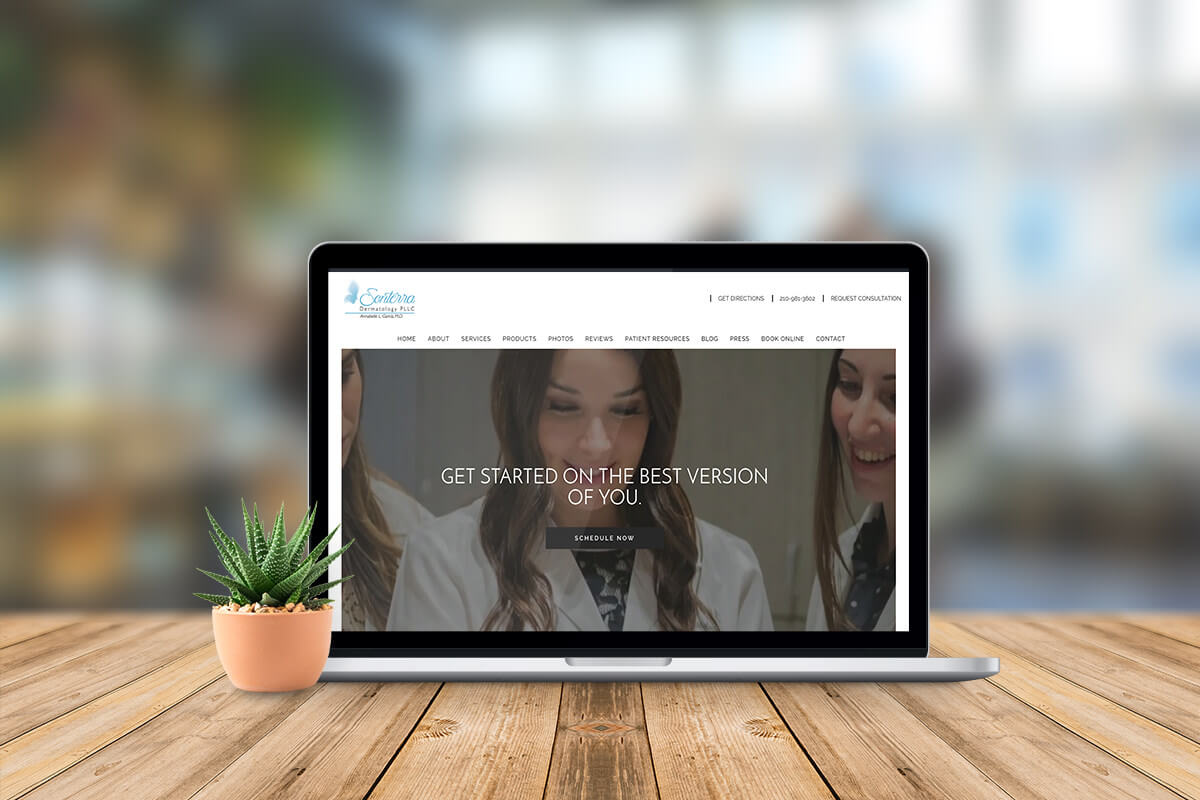 Sonterra
Dermatology PLLC
Annabelle L. Garcia, M.D.
GET DIRECTIONS
210-981-3602
REQUEST CONSULTATION
HOME ABOUT SERVICES PRODUCTS PHOTOS REVIEWS PATIENT RESOURCES BLOG PRESS BOOK ONLINE CONTACT
GET STARTED ON THE BEST VERSION
OF YOU.
SCHEDULE NOW